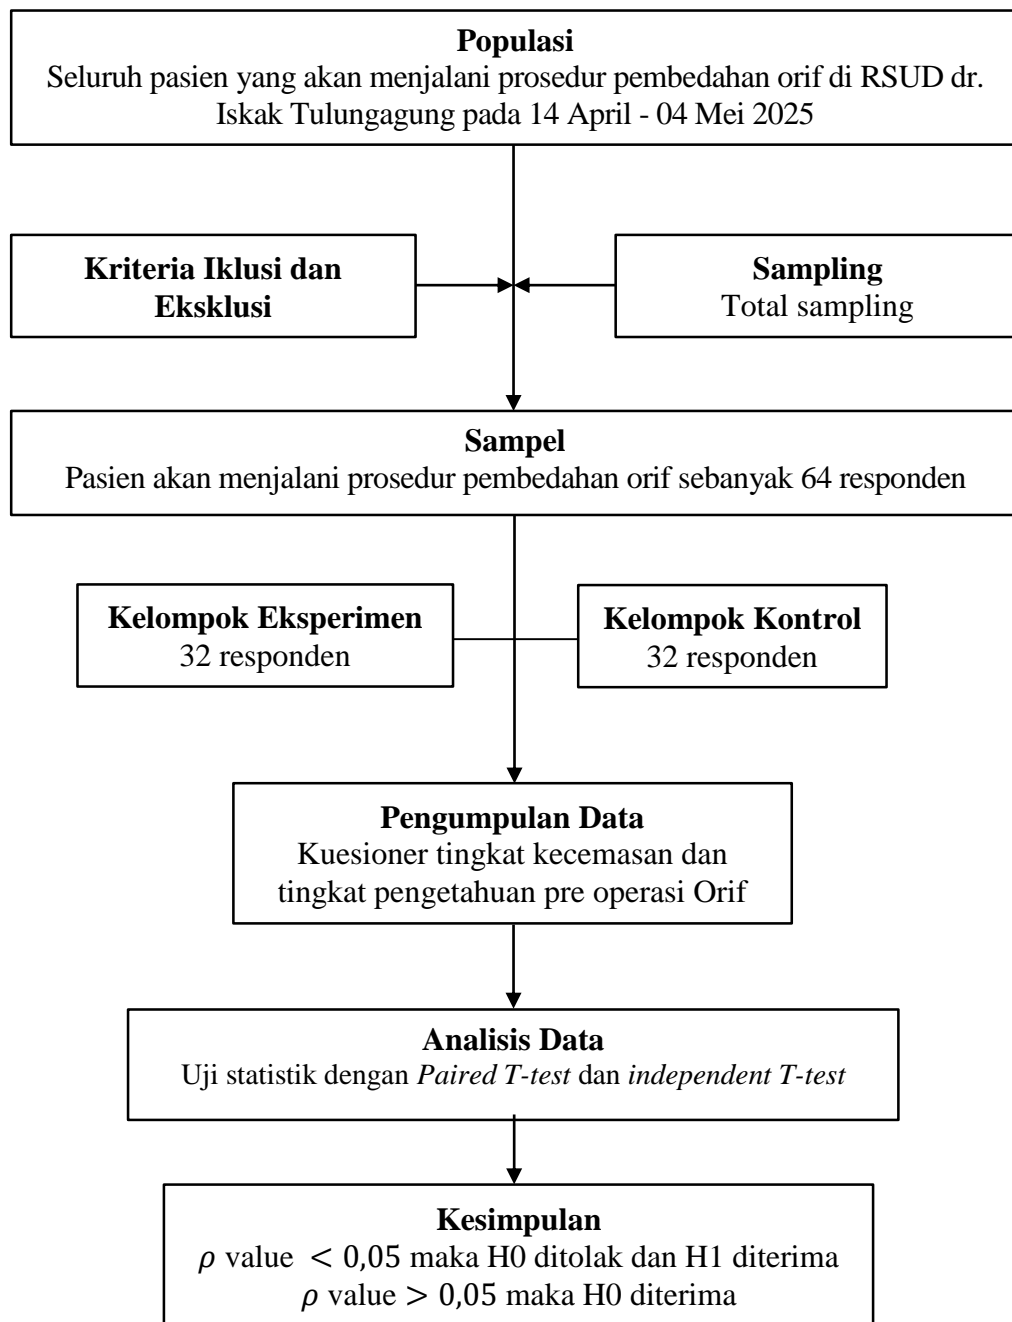 Populasi
Seluruh pasien yang akan menjalani prosedur pembedahan orif di RSUD dr.
Iskak Tulungagung pada 14 April - 04 Mei 2025
Kriteria Iklusi dan
Eksklusi
Sampling
Total sampling
Sampel
Pasien akan menjalani prosedur pembedahan orif sebanyak 64 responden
Kelompok Eksperimen
32 responden
Kelompok Kontrol
32 responden
Pengumpulan Data
Kuesioner tingkat kecemasan dan
tingkat pengetahuan pre operasi Orif
Analisis Data
Uji statistik dengan Paired T-test dan independent T-test
Kesimpulan
ρ value < 0,05 maka H0 ditolak dan H1 diterima
ρ value > 0,05 maka H0 diterima